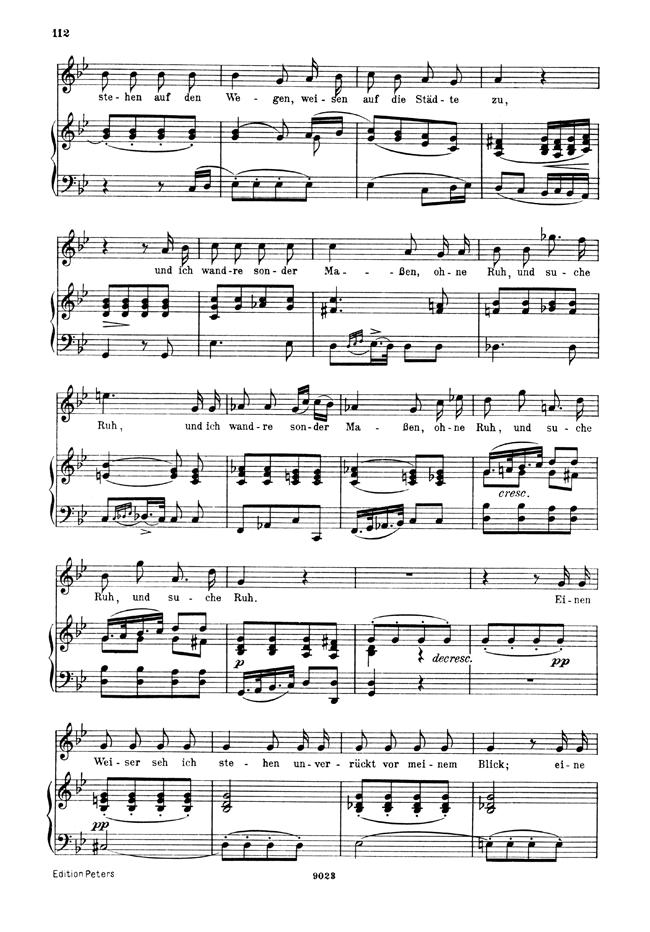 112
ste-hen auf den We - gen, wei-sen auf die Städ-te zu,
und ich wand-re son-der Ma - - ßen, oh-ne Ruh, und su-che
Ruh, und ich wand-re son-der Ma - ßen, oh-ne Ruh, und su-che
cresc.
Ruh, und su-che Ruh. Ei-nen
p decresc. pp
Wei-ser seh ich ste-hen un-ver-rückt vor mei-nem Blick; ei-ne
pp
Edition Peters 9023